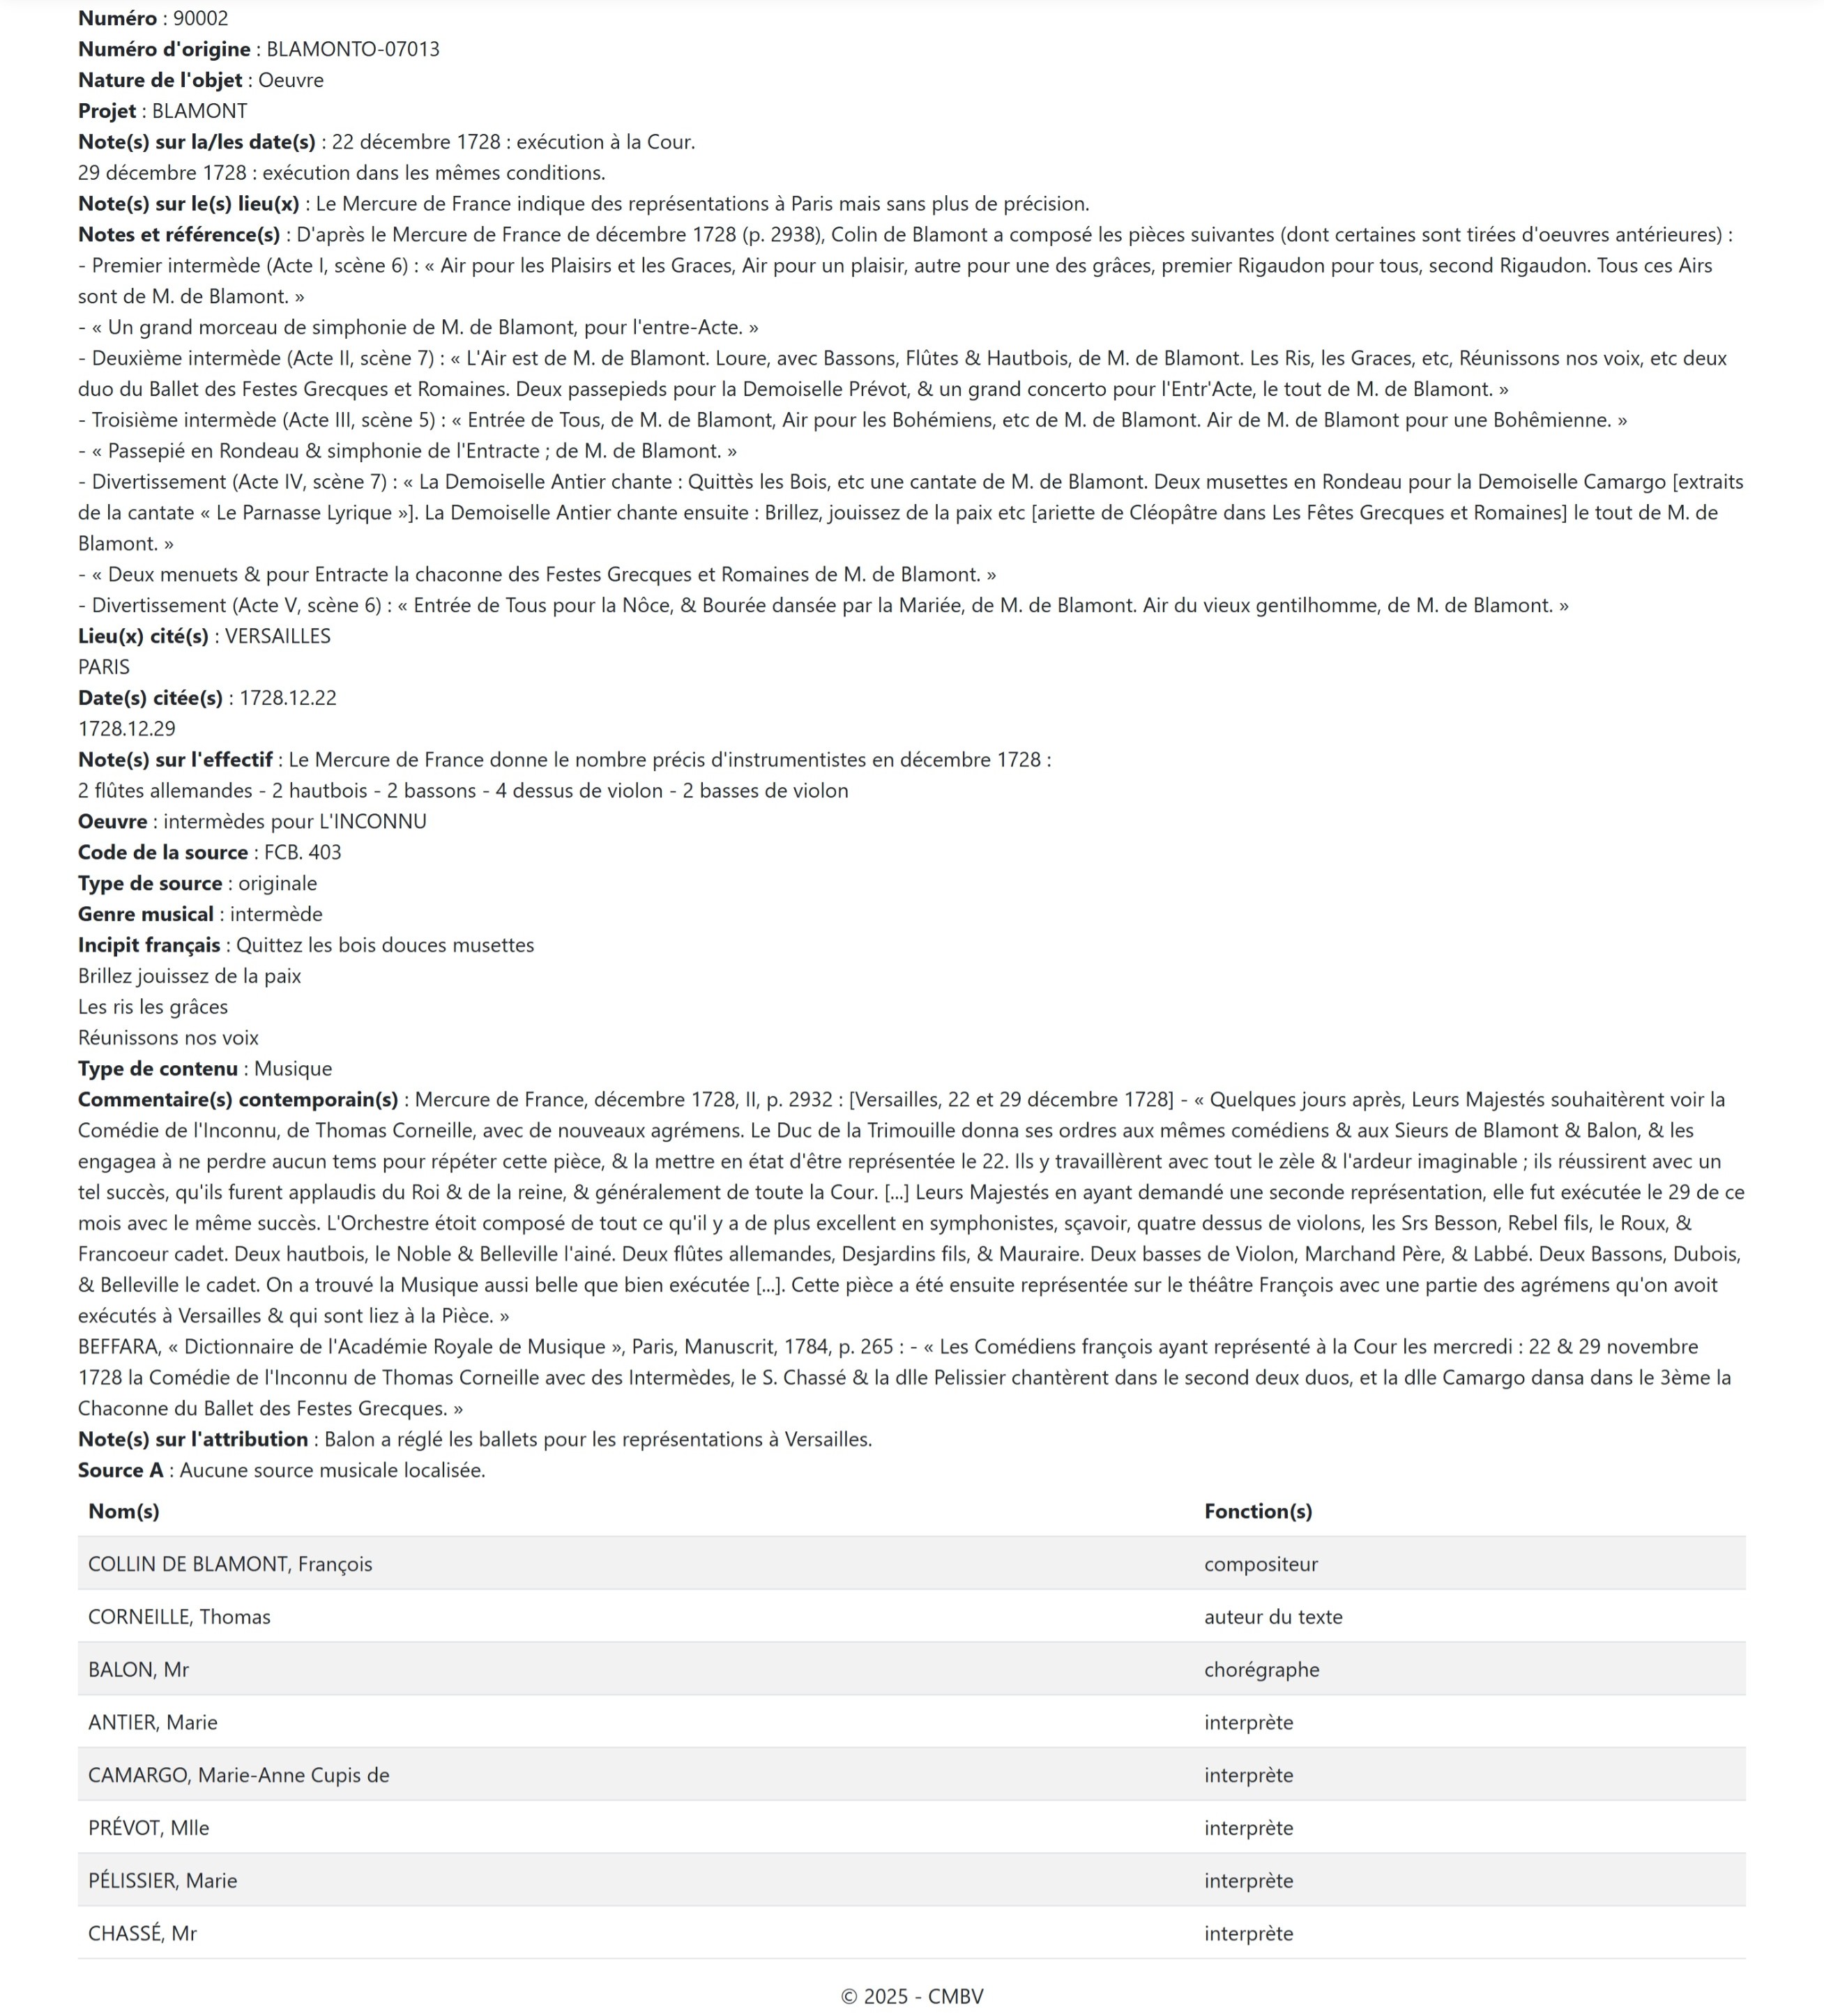 Numéro : 90002
Numéro d'origine : BLAMONTO-07013
Nature de l'objet : Oeuvre
Projet : BLAMONT
Note(s) sur la/les date(s) : 22 décembre 1728 : exécution à la Cour.
29 décembre 1728 : exécution dans les mêmes conditions.
Note(s) sur le(s) lieu(x) : Le Mercure de France indique des représentations à Paris mais sans plus de précision.
Notes et référence(s) : D'après le Mercure de France de décembre 1728 (p. 2938), Colin de Blamont a composé les pièces suivantes (dont certaines sont tirées d'oeuvres antérieures) :
- Premier intermède (Acte I, scène 6) : « Air pour les Plaisirs et les Graces, Air pour un plaisir, autre pour une des grâces, premier Rigaudon pour tous, second Rigaudon. Tous ces Airs
sont de M. de Blamont. »
- « Un grand morceau de simphonie de M. de Blamont, pour l'entre-Acte. »
- Deuxième intermède (Acte II, scène 7) : « L'Air est de M. de Blamont. Loure, avec Bassons, Flûtes & Hautbois, de M. de Blamont. Les Ris, les Graces, etc, Réunissons nos voix, etc deux
duo du Ballet des Festes Grecques et Romaines. Deux passepieds pour la Demoiselle Prévot, & un grand concerto pour l'Entr'Acte, le tout de M. de Blamont. »
- Troisième intermède (Acte III, scène 5) : « Entrée de Tous, de M. de Blamont, Air pour les Bohémiens, etc de M. de Blamont. Air de M. de Blamont pour une Bohêmienne. »
- « Passepié en Rondeau & simphonie de l'Entracte ; de M. de Blamont. »
- Divertissement (Acte IV, scène 7) : « La Demoiselle Antier chante : Quittès les Bois, etc une cantate de M. de Blamont. Deux musettes en Rondeau pour la Demoiselle Camargo [extraits
de la cantate « Le Parnasse Lyrique »]. La Demoiselle Antier chante ensuite : Brillez, jouissez de la paix etc [ariette de Cléopâtre dans Les Fêtes Grecques et Romaines] le tout de M. de
Blamont. »
- « Deux menuets & pour Entracte la chaconne des Festes Grecques et Romaines de M. de Blamont. »
- Divertissement (Acte V, scène 6) : « Entrée de Tous pour la Nôce, & Bourée dansée par la Mariée, de M. de Blamont. Air du vieux gentilhomme, de M. de Blamont. »
Lieu(x) cité(s) : VERSAILLES
PARIS
Date(s) citée(s) : 1728.12.22
1728.12.29
Note(s) sur l'effectif : Le Mercure de France donne le nombre précis d'instrumentistes en décembre 1728 :
2 flûtes allemandes - 2 hautbois - 2 bassons - 4 dessus de violon - 2 basses de violon
Oeuvre : intermèdes pour L'INCONNU
Code de la source : FCB. 403
Type de source : originale
Genre musical : intermède
Incipit français : Quittez les bois douces musettes
Brillez jouissez de la paix
Les ris les grâces
Réunissons nos voix
Type de contenu : Musique
Commentaire(s) contemporain(s) : Mercure de France, décembre 1728, II, p. 2932 : [Versailles, 22 et 29 décembre 1728] - « Quelques jours après, Leurs Majestés souhaitèrent voir la
Comédie de l'Inconnu, de Thomas Corneille, avec de nouveaux agrémens. Le Duc de la Trimouille donna ses ordres aux mêmes comédiens & aux Sieurs de Blamont & Balon, & les
engagea à ne perdre aucun tems pour répéter cette pièce, & la mettre en état d'être représentée le 22. Ils y travaillèrent avec tout le zèle & l'ardeur imaginable ; ils réussirent avec un
tel succès, qu'ils furent applaudis du Roi & de la reine, & généralement de toute la Cour. [...] Leurs Majestés en ayant demandé une seconde représentation, elle fut exécutée le 29 de ce
mois avec le même succès. L'Orchestre étoit composé de tout ce qu'il y a de plus excellent en symphonistes, sçavoir, quatre dessus de violons, les Srs Besson, Rebel fils, le Roux, &
Francoeur cadet. Deux hautbois, le Noble & Belleville l'ainé. Deux flûtes allemandes, Desjardins fils, & Mauraire. Deux basses de Violon, Marchand Père, & Labbé. Deux Bassons, Dubois,
& Belleville le cadet. On a trouvé la Musique aussi belle que bien exécutée [...]. Cette pièce a été ensuite représentée sur le théâtre François avec une partie des agrémens qu'on avoit
exécutés à Versailles & qui sont liez à la Pièce. »
BEFFARA, « Dictionnaire de l'Académie Royale de Musique », Paris, Manuscrit, 1784, p. 265 : - « Les Comédiens françois ayant représenté à la Cour les mercredi : 22 & 29 novembre
1728 la Comédie de l'Inconnu de Thomas Corneille avec des Intermèdes, le S. Chassé & la dlle Pelissier chantèrent dans le second deux duos, et la dlle Camargo dansa dans le 3ème la
Chaconne du Ballet des Festes Grecques. »
Note(s) sur l'attribution : Balon a réglé les ballets pour les représentations à Versailles.
Source A : Aucune source musicale localisée.
Nom(s) Fonction(s)
COLLIN DE BLAMONT, François compositeur
CORNEILLE, Thomas auteur du texte
BALON, Mr chorégraphe
ANTIER, Marie interprète
CAMARGO, Marie-Anne Cupis de interprète
PRÉVOT, Mlle interprète
PÉLISSIER, Marie interprète
CHASSÉ, Mr interprète
© 2025 - CMBV